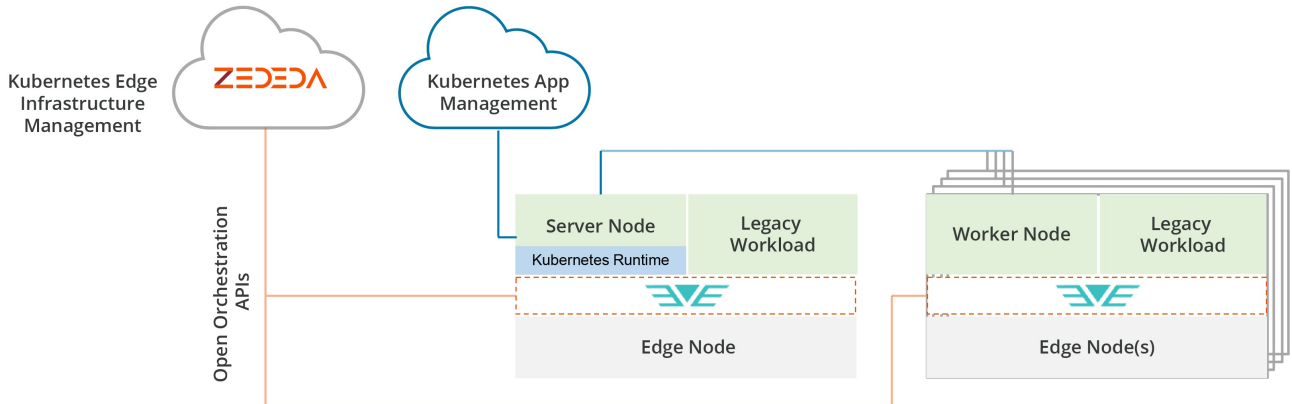 Kubernetes Edge
Infrastructure
Management
ZEDEDA
Kubernetes App
Management
Open Orchestration
APIs
Server Node
Kubernetes Runtime
Legacy
Workload
Edge Node
Worker Node
Legacy
Workload
Edge Node(s)